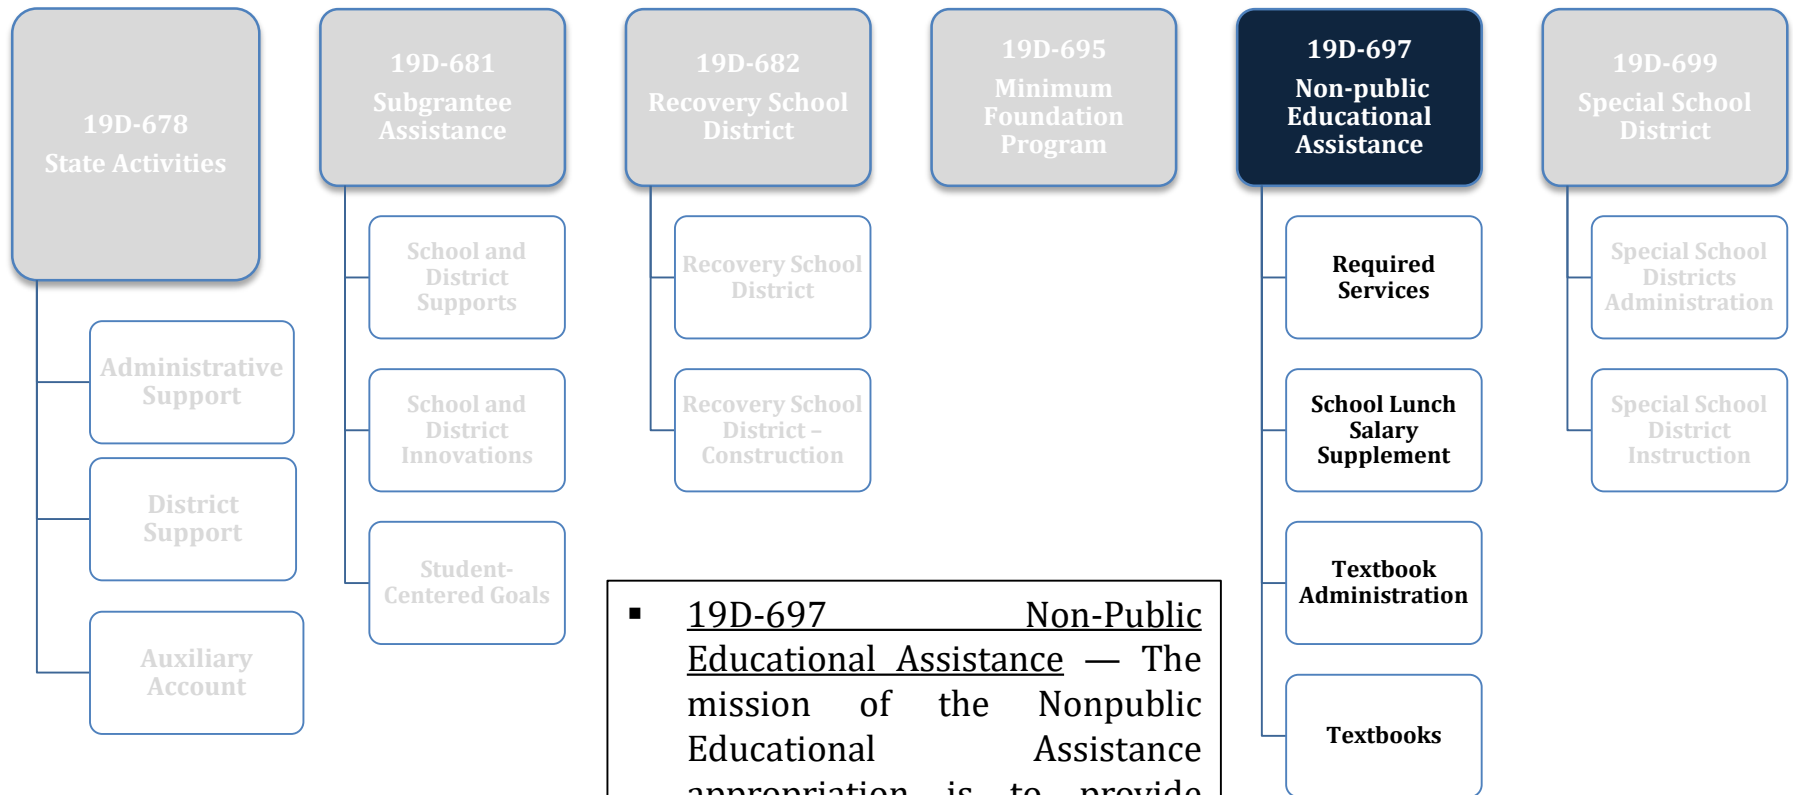 19D-678
State Activities
Administrative
Support
District
Support
Auxiliary
Account
19D-681
Subgrantee
Assistance
School and
District
Supports
School and
District
Innovations
Student-
Centered Goals
19D-682
Recovery School
District
Recovery School
District
Recovery School
District –
Construction
19D-695
Minimum
Foundation
Program
19D-697
Non-public
Educational
Assistance
Required
Services
School Lunch
Salary
Supplement
Textbook
Administration
Textbooks
19D-699
Special School
District
Special School
Districts
Administration
Special School
District
Instruction
▪ 19D-697 Non-Public
Educational Assistance — The
mission of the Nonpublic
Educational Assistance
appropriation is to provide